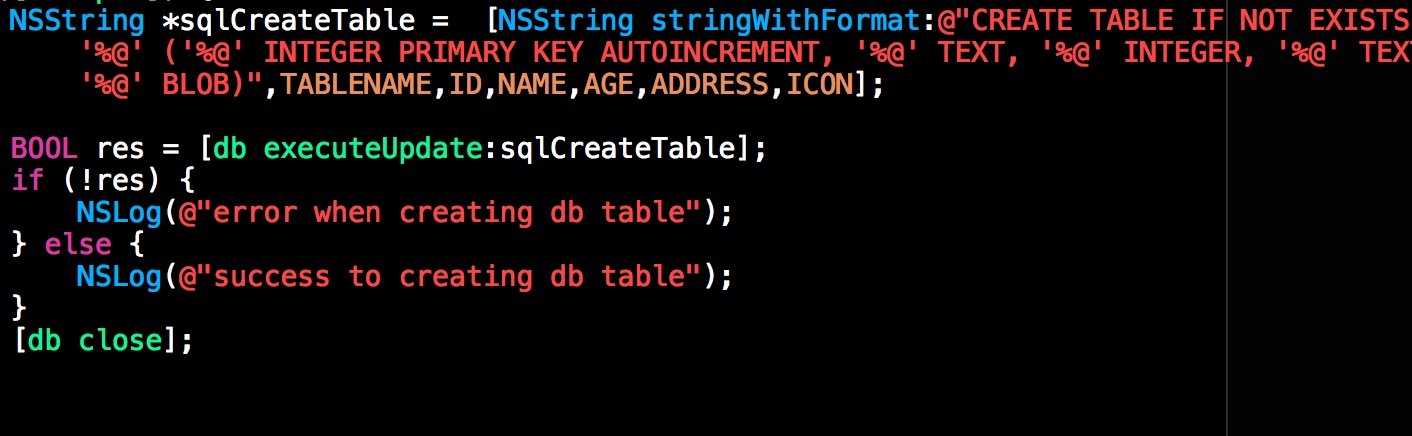 NSString *sqlCreateTable =  [NSString stringWithFormat:@"CREATE TABLE IF NOT EXISTS
'%@' ('%@' INTEGER PRIMARY KEY AUTOINCREMENT, '%@' TEXT, '%@' INTEGER, '%@' TEX
'%@' BLOB)",TABLENAME,ID,NAME,AGE,ADDRESS,ICON];
BOOL res = [db executeUpdate:sqlCreateTable];
if (!res) {
NSLog(@"error when creating db table");
} else {
NSLog(@"success to creating db table");
}
[db close];